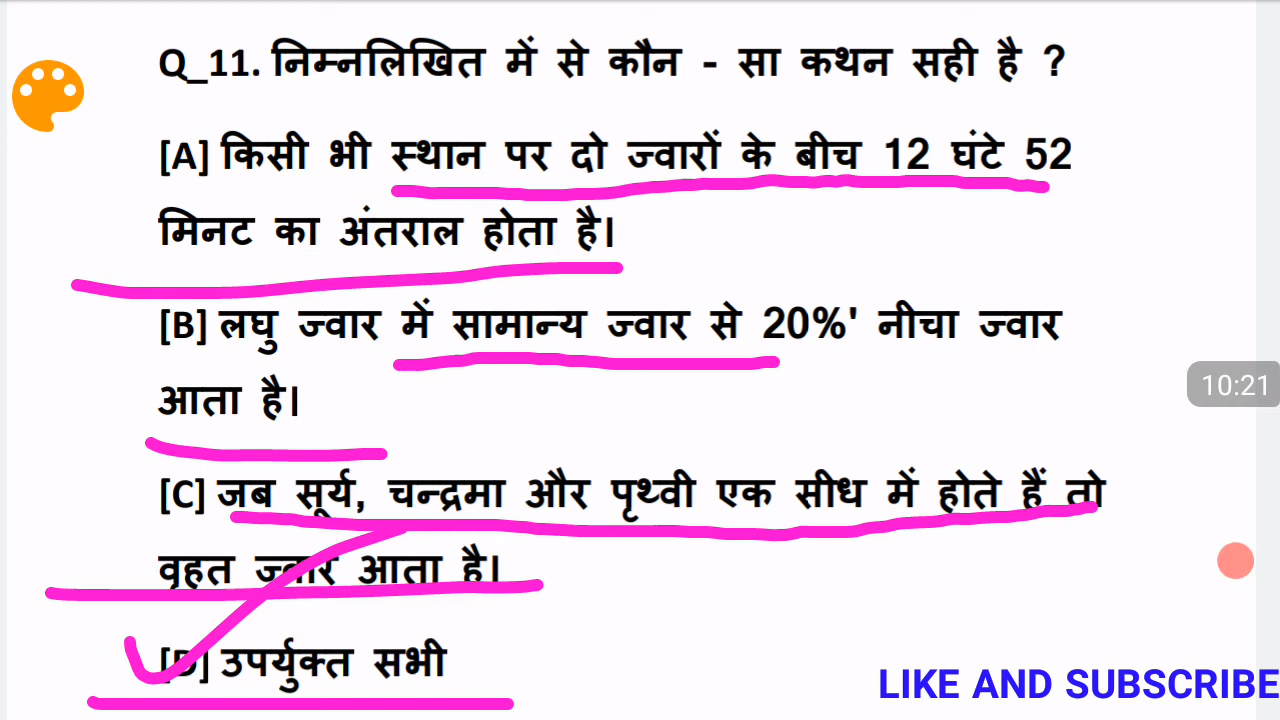 Q_11. निम्नलिखित में से कौन - सा कथन सही है ?
[A] किसी भी स्थान पर दो ज्वारों के बीच 12 घंटे 52
मिनट का अंतराल होता है।
[B] लघु ज्वार में सामान्य ज्वार से 20%' नीचा ज्वार
आता है।
10:21
[C] जब सूर्य, चन्द्रमा और पृथ्वी एक सीध में होते हैं तो
वृहत ज्वार आता है।
[D] उपर्युक्त सभी
LIKE AND SUBSCRIBE